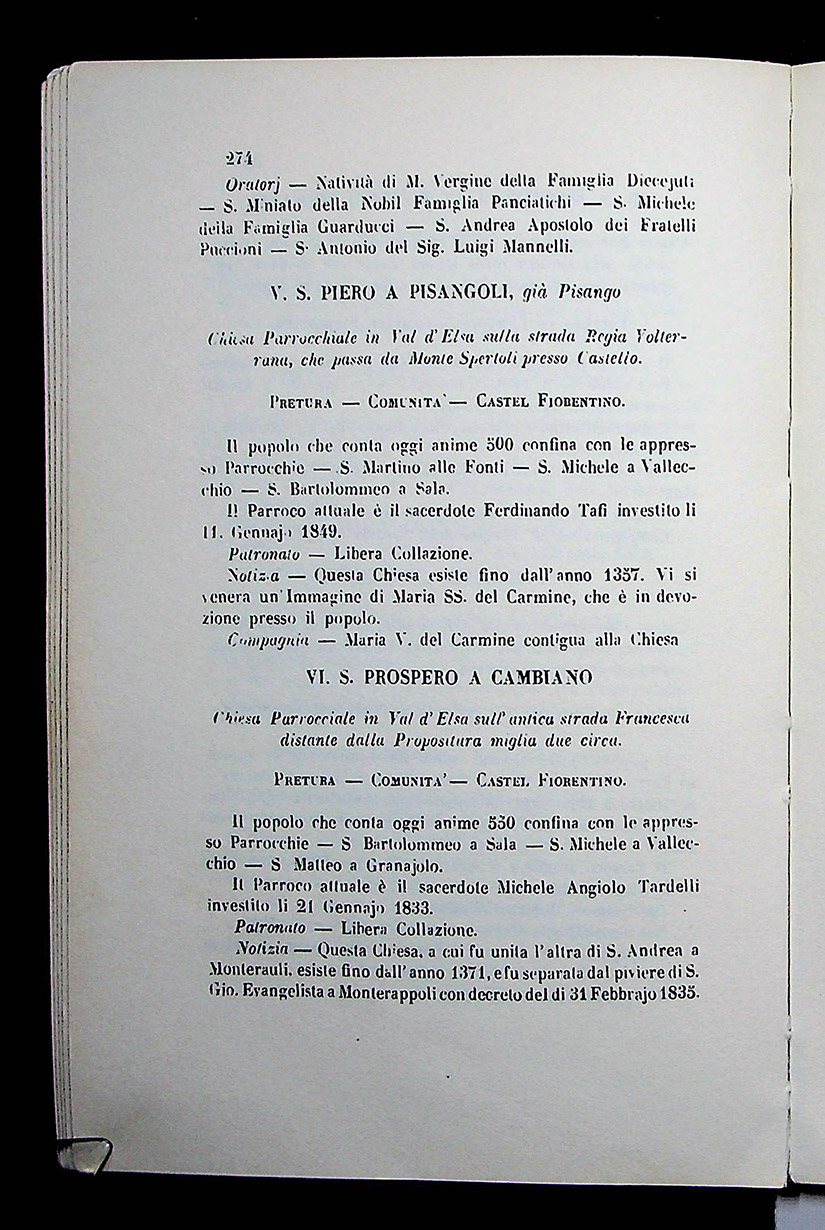 274
Oratorj — Natività di M. Vergine della Famiglia Diecejuti
— S. M'niato della Nobil Famiglia Panciatichi — S. Michele
della Famiglia Guarducci — S. Andrea Apostolo dei Fratelli
Puccioni — S. Antonio del Sig. Luigi Mannelli.
V. S. PIERO A PISANGOLI, già Pisango
Chiesa Parrocchiale in Val d'Elsa sulla strada Regia Volter-
rana, che passa da Monte Spertoli presso Castello.
PRETURA — COMUNITA' — CASTEL FIORENTINO.
Il popolo che conta oggi anime 500 confina con le appres-
so Parrocchie — S. Martino alle Fonti — S. Michele a Vallec-
chio — S. Bartolommeo a Sala.
Il Parroco attuale è il sacerdote Ferdinando Tafi investito li
11. Gennajo 1849.
Patronato — Libera Collazione.
Notizia — Questa Chiesa esiste fino dall'anno 1357. Vi si
venera un'Immagine di Maria SS. del Carmine, che è in devo-
zione presso il popolo.
Compagnia — Maria V. del Carmine contigua alla Chiesa
VI. S. PROSPERO A CAMBIANO
Chiesa Parrocciale in Val d'Elsa sull'antica strada Francesca
distante dalla Propositura miglia due circa.
PRETURA — COMUNITA' — CASTEL FIORENTINO.
Il popolo che conta oggi anime 550 confina con le appres-
so Parrocchie — S Bartolommeo a Sala — S. Michele a Vallec-
chio — S Matteo a Granajolo.
Il Parroco attuale è il sacerdote Michele Angiolo Tardelli
investito li 21 Gennajo 1833.
Patronato — Libera Collazione.
Notizia — Questa Chiesa, a cui fu unita l'altra di S. Andrea a
Monterauli, esiste fino dall'anno 1371, e fu separata dal piviere di S.
Gio. Evangelista a Monterappoli con decreto del di 31 Febbrajo 1835.